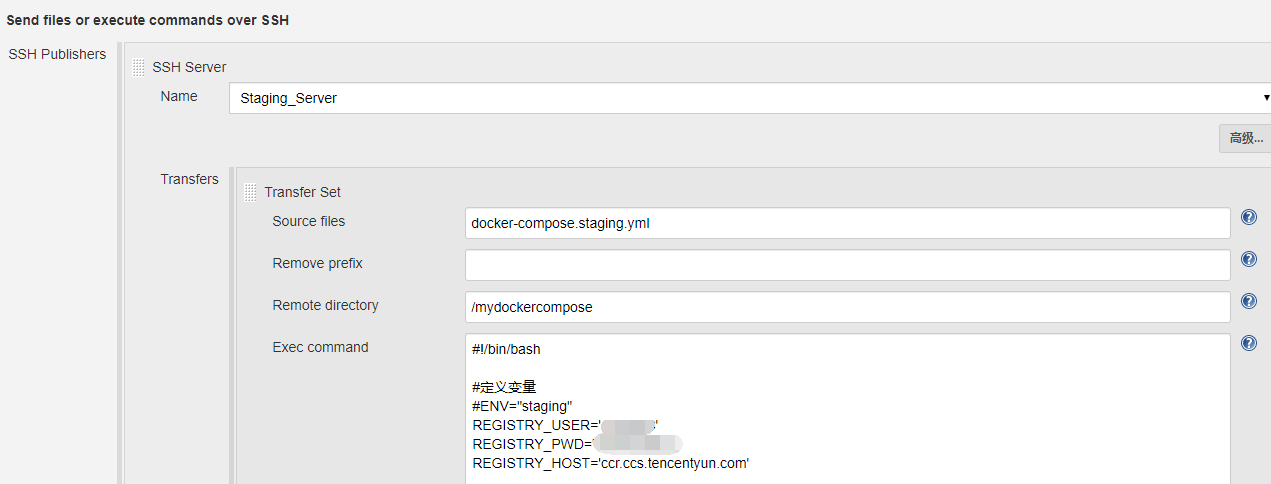 Send files or execute commands over SSH
SSH Publishers
SSH Server
Name
Staging_Server
高级...
Transfers
Transfer Set
Source files
docker-compose.staging.yml
Remove prefix
Remote directory
/mydockercompose
Exec command
#!/bin/bash
#定义变量
#ENV="staging"
REGISTRY_USER='
REGISTRY_PWD='
REGISTRY_HOST='ccr.ccs.tencentyun.com'